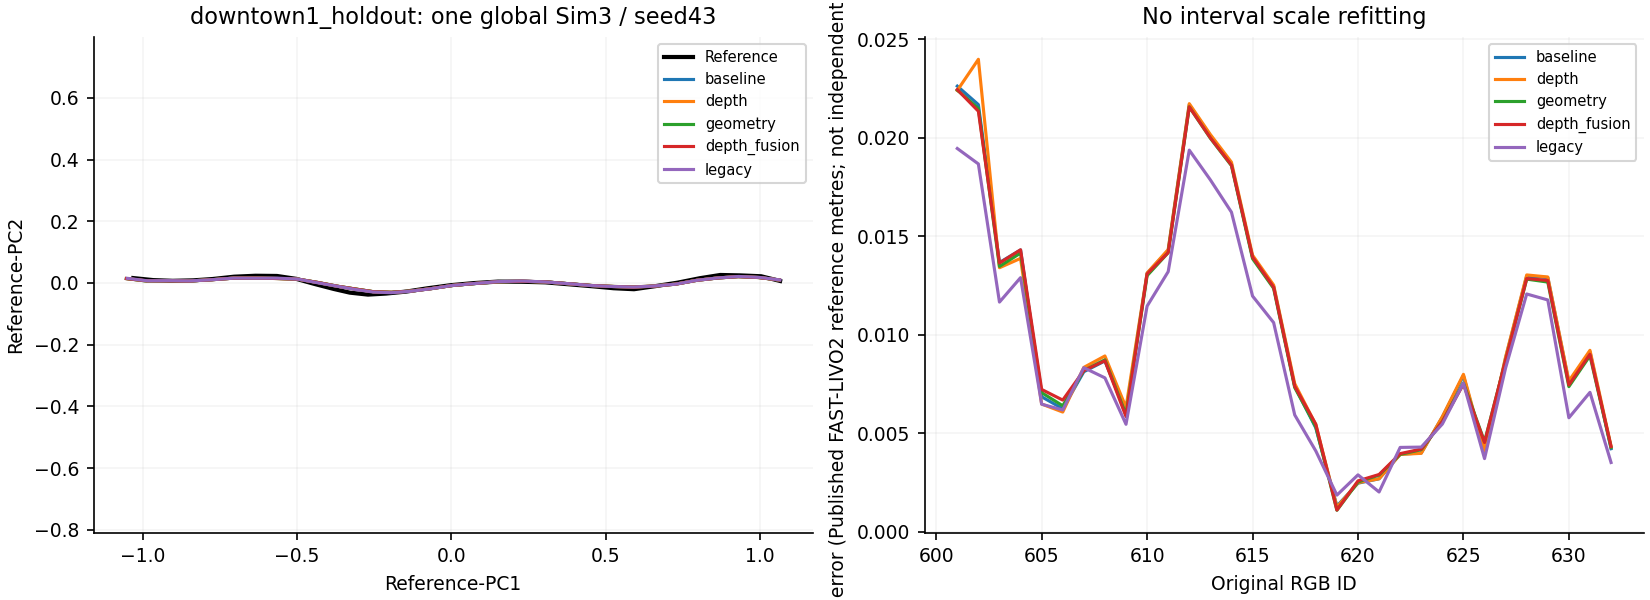 downtown1_holdout: one global Sim3 / seed43
Reference-PC2
0.6
0.4
0.2
0.0
−0.2
−0.4
−0.6
−0.8
−1.0
−0.5
0.0
0.5
1.0
Reference-PC1
Reference
baseline
depth
geometry
depth_fusion
legacy
No interval scale refitting
error (Published FAST-LIVO2 reference metres; not independent
0.025
0.020
0.015
0.010
0.005
0.000
600
605
610
615
620
625
630
Original RGB ID
baseline
depth
geometry
depth_fusion
legacy